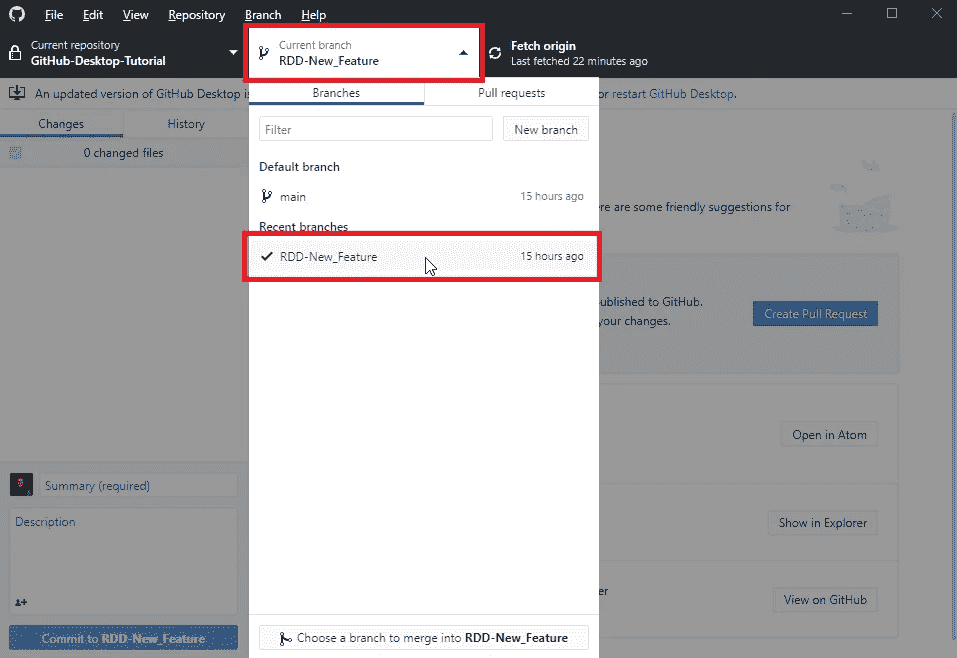 File Edit View Repository Branch Help
Current repository
GitHub-Desktop-Tutorial
Current branch
RDD-New_Feature
Fetch origin
Last fetched 22 minutes ago
An updated version of GitHub Desktop is
or restart GitHub Desktop.
Changes History
0 changed files
Branches Pull requests
Filter New branch
Default branch
main 15 hours ago
Recent branches
RDD-New_Feature 15 hours ago
re are some friendly suggestions for
ublished to GitHub.
your changes.
Create Pull Request
Open in Atom
Show in Explorer
er
View on GitHub
Summary (required)
Description
Commit to RDD-New_Feature
Choose a branch to merge into RDD-New_Feature